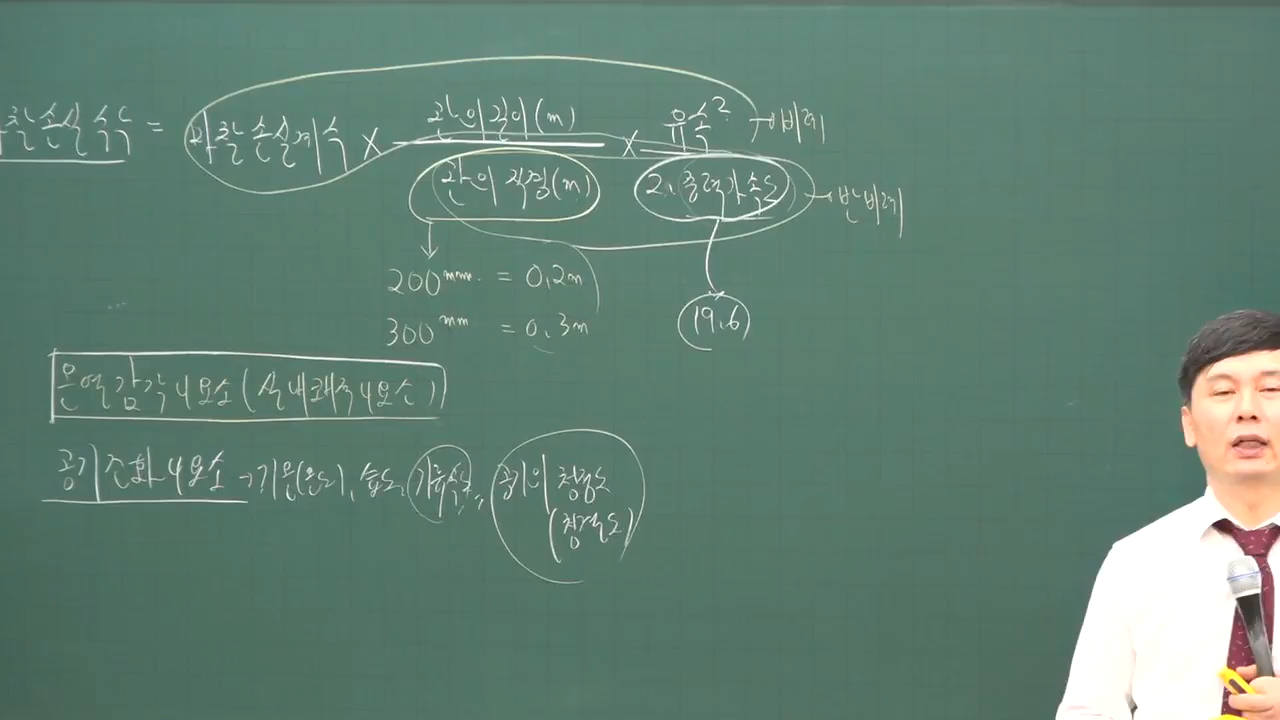 찰손실수두 = 마찰손실계수 × 관의길이(m) / 관의 직경(m) × 유속² / 2.중력가속도
→비례
→반비례
200mm = 0.2m
300mm = 0.3m
19.6
온열감각4요소(실내쾌적4요소)
공기조화4요소 →기온(온도), 습도, 기류속도, 공기의 청정도
(청결도)